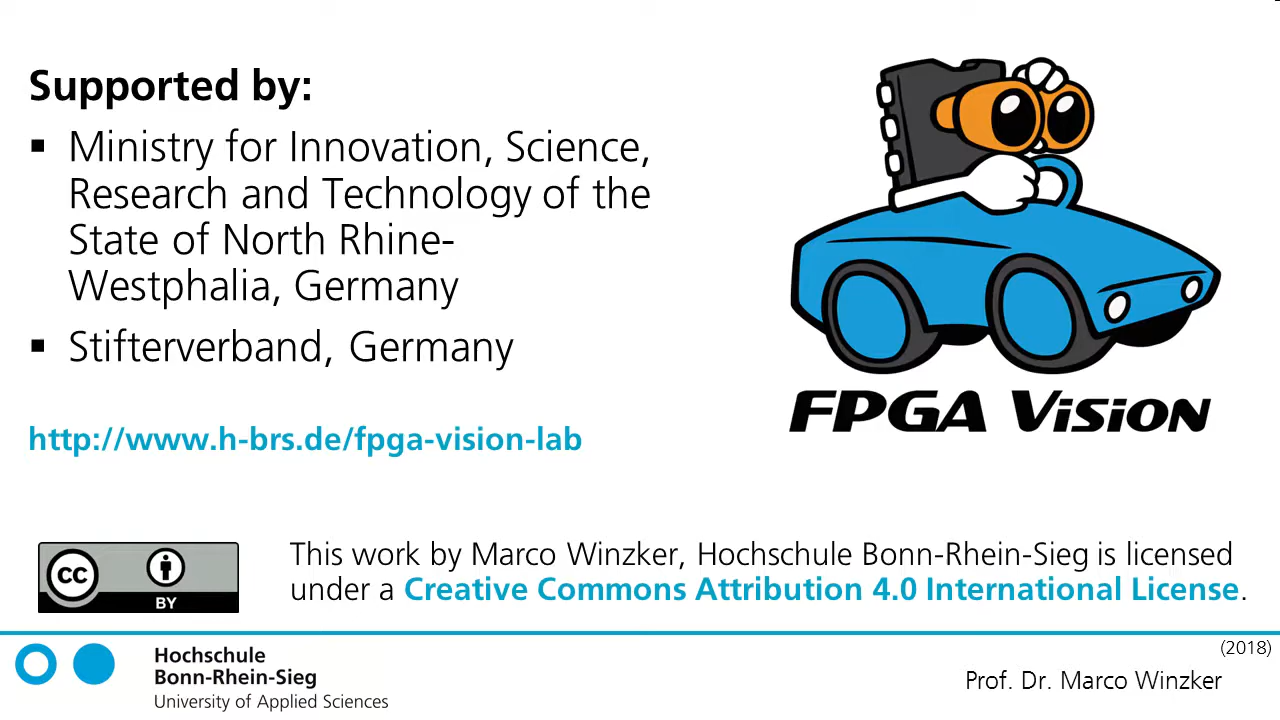 Supported by:
▪ Ministry for Innovation, Science,
Research and Technology of the
State of North Rhine-
Westphalia, Germany
▪ Stifterverband, Germany
http://www.h-brs.de/fpga-vision-lab
FPGA Vision
cc
BY
This work by Marco Winzker, Hochschule Bonn-Rhein-Sieg is licensed
under a Creative Commons Attribution 4.0 International License.
Hochschule
Bonn-Rhein-Sieg
University of Applied Sciences
(2018)
Prof. Dr. Marco Winzker